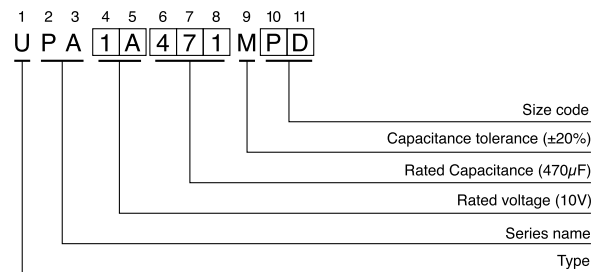 1 2 3 4 5 6 7 8 9 10 11
U P A 1 A 4 7 1 M P D
Size code
Capacitance tolerance (±20%)
Rated Capacitance (470µF)
Rated voltage (10V)
Series name
Type